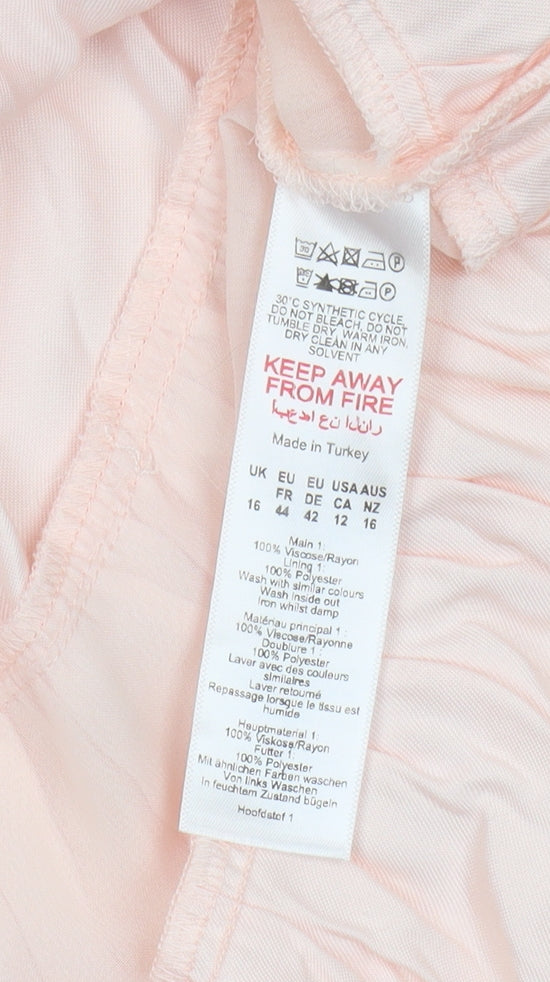 30
P
P
30°C SYNTHETIC CYCLE,
DO NOT BLEACH, DO NOT
TUMBLE DRY, WARM IRON,
DRY CLEAN IN ANY
SOLVENT
KEEP AWAY
FROM FIRE
ابعدها عن النار
Made in Turkey
UK EU EU USA AUS
FR DE CA NZ
16 44 42 12 16
Main 1:
100% Viscose/Rayon
Lining 1:
100% Polyester
Wash with similar colours
Wash inside out
Iron whilst damp
Matériau principal 1 :
100% Viscose/Rayonne
Doublure 1 :
100% Polyester
Laver avec des couleurs
similaires
Laver retourné
Repassage lorsque le tissu est
humide
Hauptmaterial 1:
100% Viskose/Rayon
Futter 1:
100% Polyester
Mit ähnlichen Farben waschen
Von links Waschen
In feuchtem Zustand bügeln
Hoofdstof 1